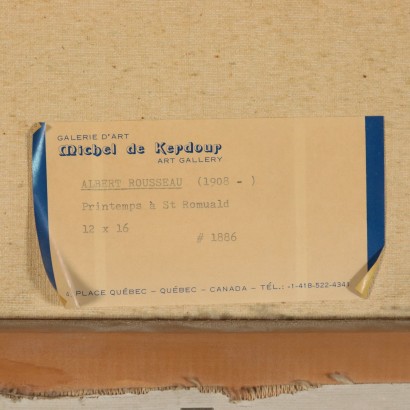 GALERIE D'ART
Michel de Kerdour
ART GALLERY
ALBERT ROUSSEAU (1908 - )
Printemps à St Romuald
12 x 16
# 1886
PLACE QUÉBEC – QUÉBEC – CANADA – TÉL.: -1-418-522-4341